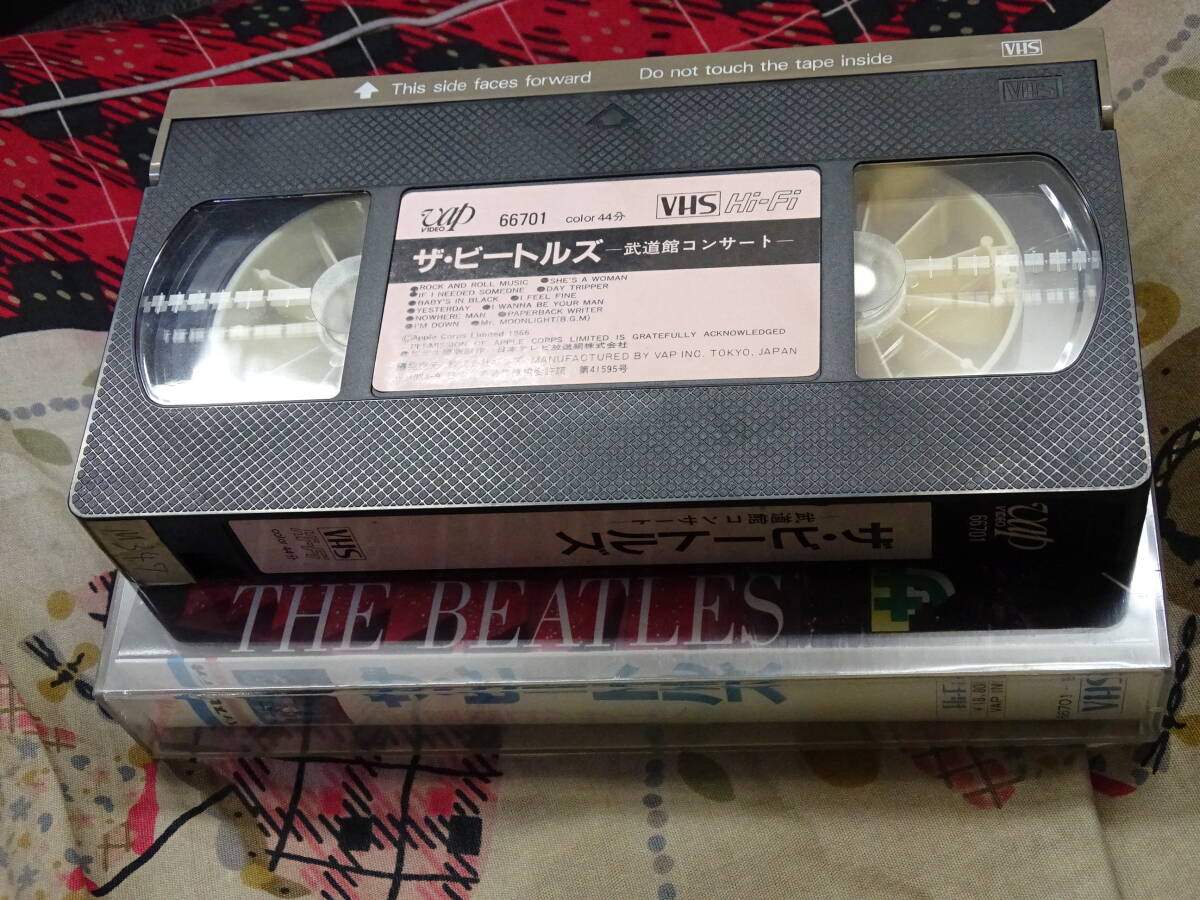 This side faces forward Do not touch the tape inside VHS
VHS
vap VIDEO 66701 color 44分 VHS Hi-Fi
ザ・ビートルズ—武道館コンサート—
●ROCK AND ROLL MUSIC ●SHE'S A WOMAN
●IF I NEEDED SOMEONE ●DAY TRIPPER
●BABY'S IN BLACK ●I FEEL FINE
●YESTERDAY ●I WANNA BE YOUR MAN
●NOWHERE MAN ●PAPERBACK WRITER
●I'M DOWN ●Mr. MOONLIGHT(B.G.M)
©Apple Corps Limited 1966
OF APPLE CORPS LIMITED IS GRATEFULLY ACKNOWLEDGED
日本テレビ放送網株式会社
MANUFACTURED BY VAP INC. TOKYO, JAPAN
第41595号
ザ・ビートルズ
武道館コンサート
VHS
color 44分
vap VIDEO
66701
THE BEATLES
VHS
66701
VAP